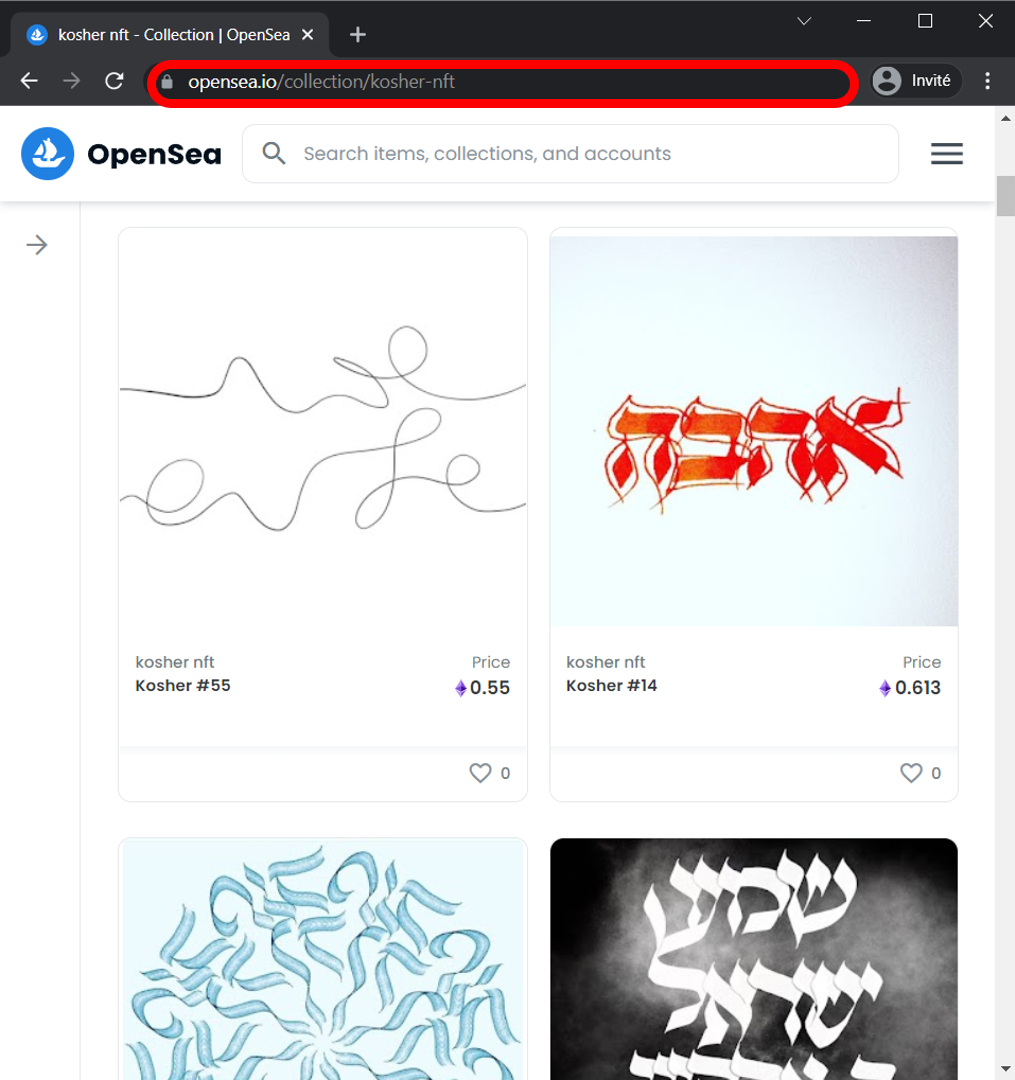 kosher nft - Collection | OpenSea
opensea.io/collection/kosher-nft
Invité
OpenSea
Search items, collections, and accounts
אהבה
kosher nft
Price
Kosher #55
0.55
0
kosher nft
Price
Kosher #14
0.613
0
שמע
ישראל